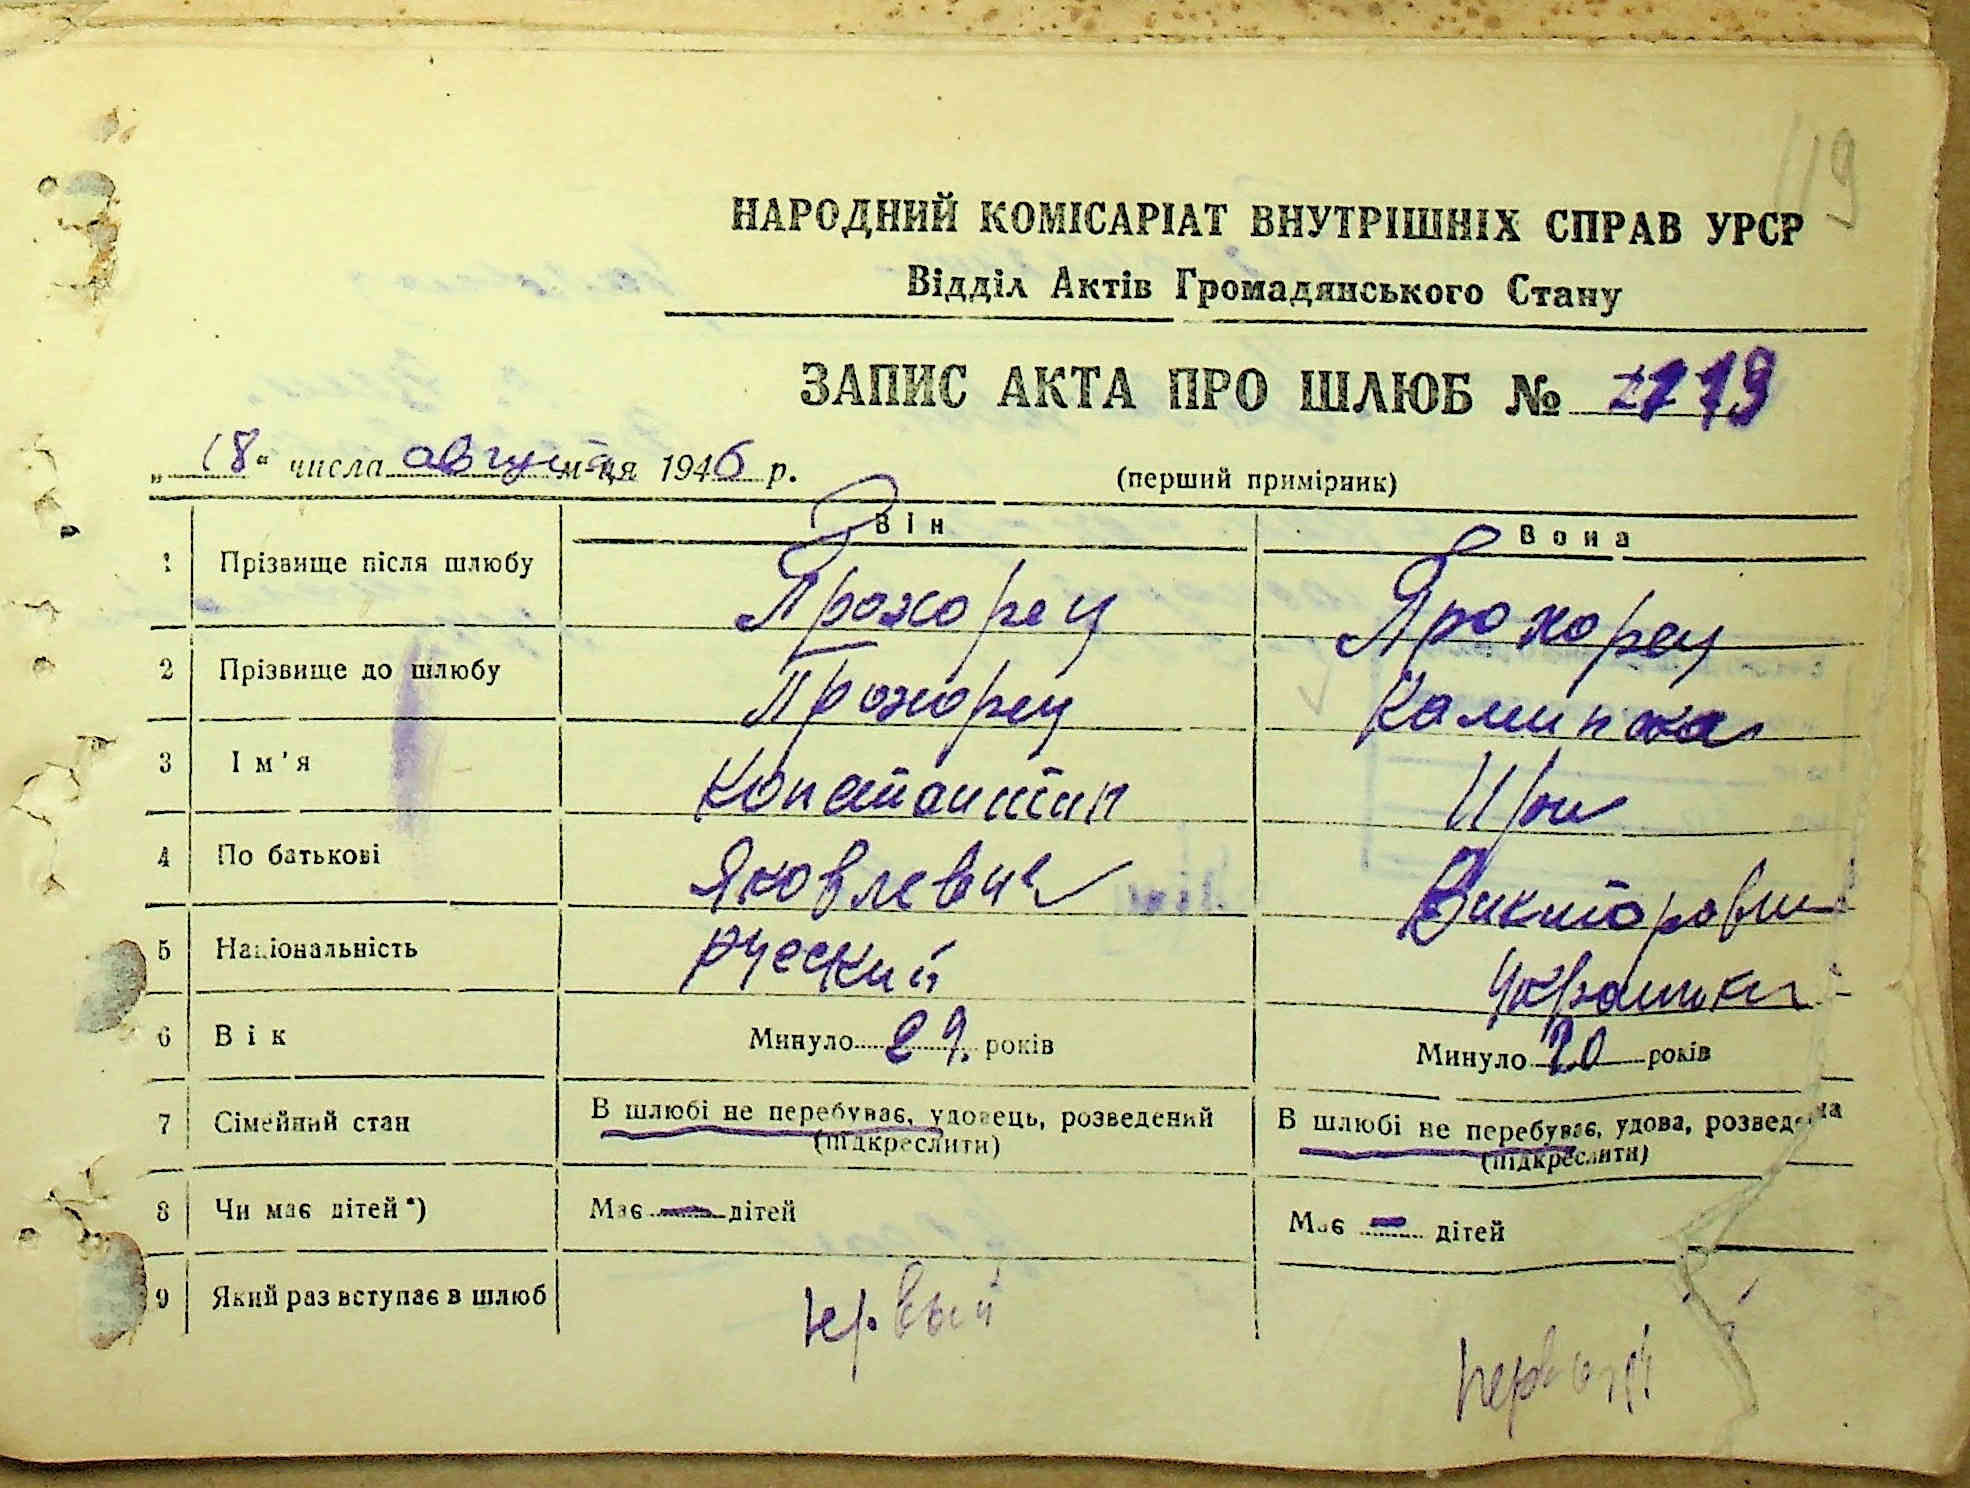 119
НАРОДНИЙ КОМІСАРІАТ ВНУТРІШНІХ СПРАВ УРСР
Відділ Актів Громадянського Стану
ЗАПИС АКТА ПРО ШЛЮБ №
„18“ числа августа м-ця 1946 р. (перший примірник)
Він Вона
1 Прізвище після шлюбу Прохорец Прохорец
2 Прізвище до шлюбу Прохорец
3 Ім'я Константин
4 По батькові Яковлевич
5 Національність русский
6 Вік Минуло 29. років Минуло 20 років
7 Сімейний стан В шлюбі не перебуває, удовець, розведений В шлюбі не перебуває, удова, розведена
(підкреслити) (підкреслити)
8 Чи має дітей*) Має — дітей Має — дітей
9 Який раз вступає в шлюб первый первый